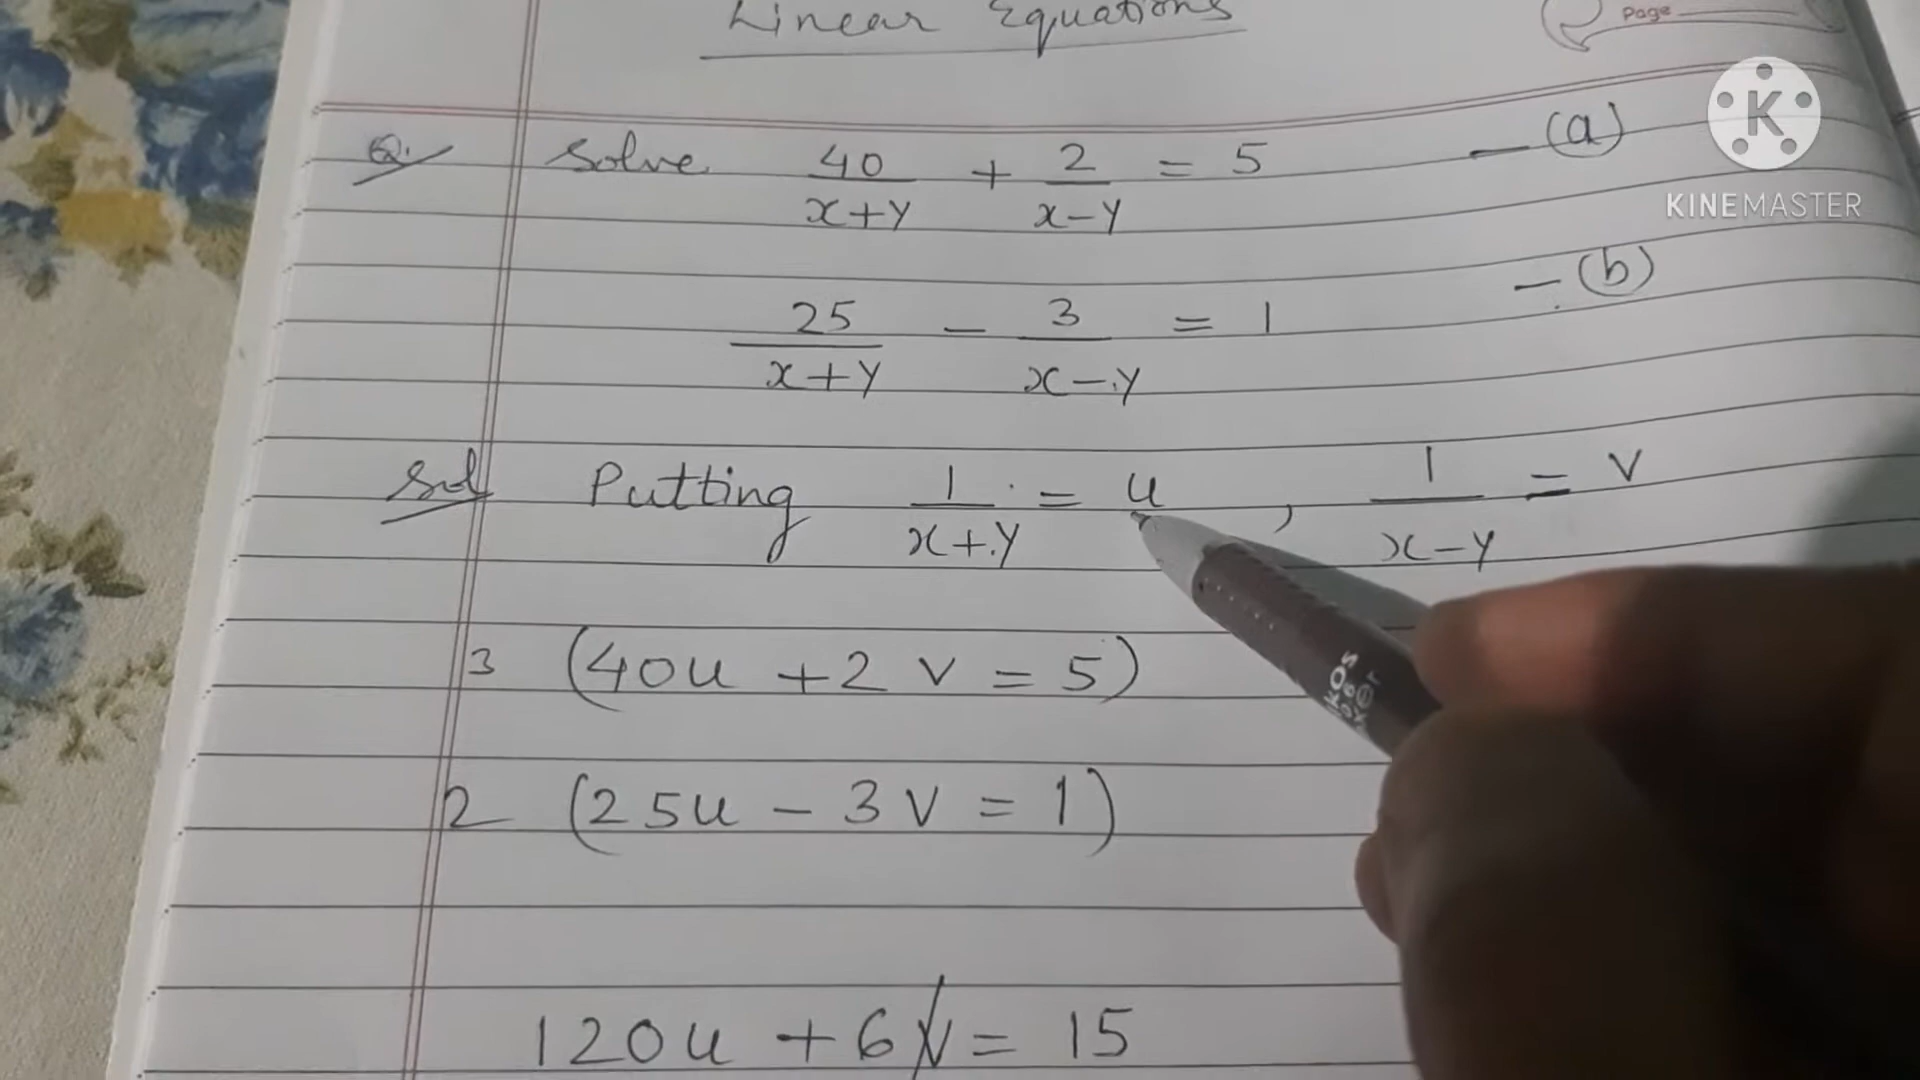 Linear Equations
Page
Q. Solve 40/(x+y) + 2/(x-y) = 5 — (a)
25/(x+y) - 3/(x-y) = 1 — (b)
Sol Putting 1/(x+y) = u , 1/(x-y) = v
3 (40u + 2v = 5)
2 (25u - 3v = 1)
120u + 6v = 15
KINEMASTER